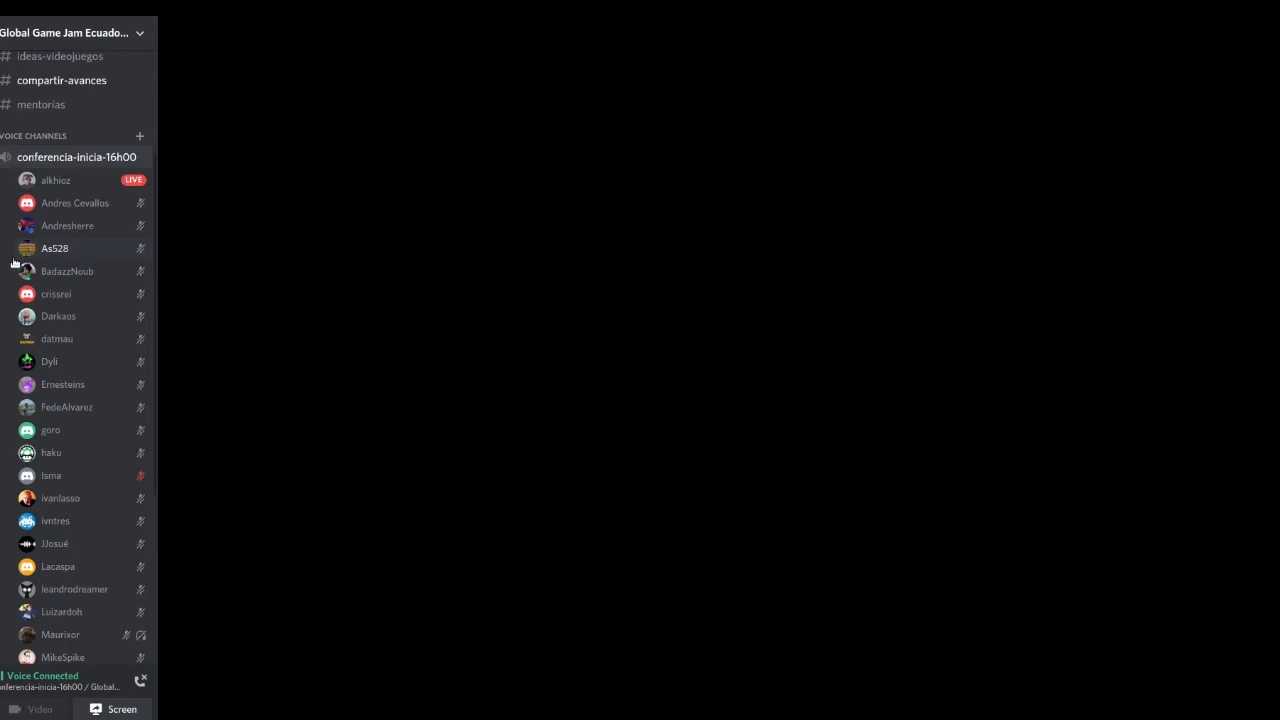 Global Game Jam Ecuado...
# ideas-videojuegos
# compartir-avances
# mentorías
VOICE CHANNELS +
conferencia-inicia-16h00
alkhioz LIVE
Andres Cevallos
Andresherre
As528
BadazzNoub
crissrei
Darkaos
datmau
Dyli
Ernesteins
FedeAlvarez
goro
haku
Isma
ivanlasso
ivntres
JJosué
Lacaspa
leandrodreamer
Luizardoh
Maurixor
MikeSpike
Voice Connected
nferencia-inicia-16h00 / Global...
Video Screen